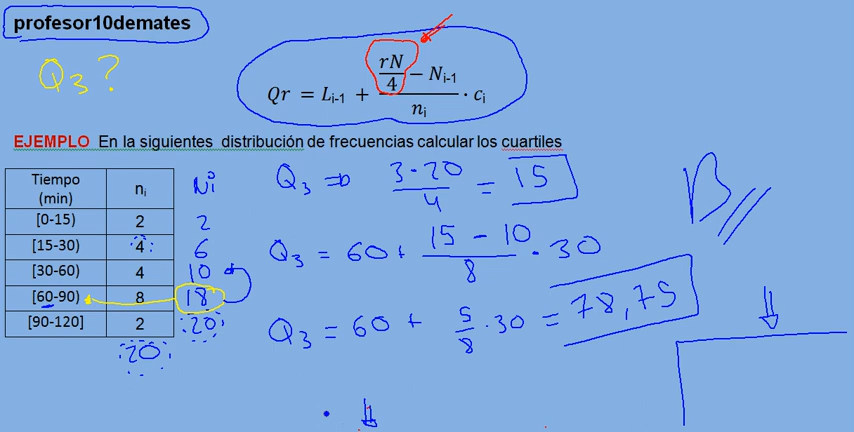 profesor10demates
Q3 ?
Qr = Li-1 + (rN/4 − Ni-1)/ni · ci
EJEMPLO En la siguientes distribución de frecuencias calcular los cuartiles
Tiempo (min) ni Ni
[0-15) 2 2
[15-30) 4 6
[30-60) 4 10
[60-90) 8 18
[90-120] 2 20
20
Q3 ⇒ 3·20/4 = 15
Q3 = 60 + (15 − 10)/8 · 30
Q3 = 60 + 5/8 · 30 = 78,75